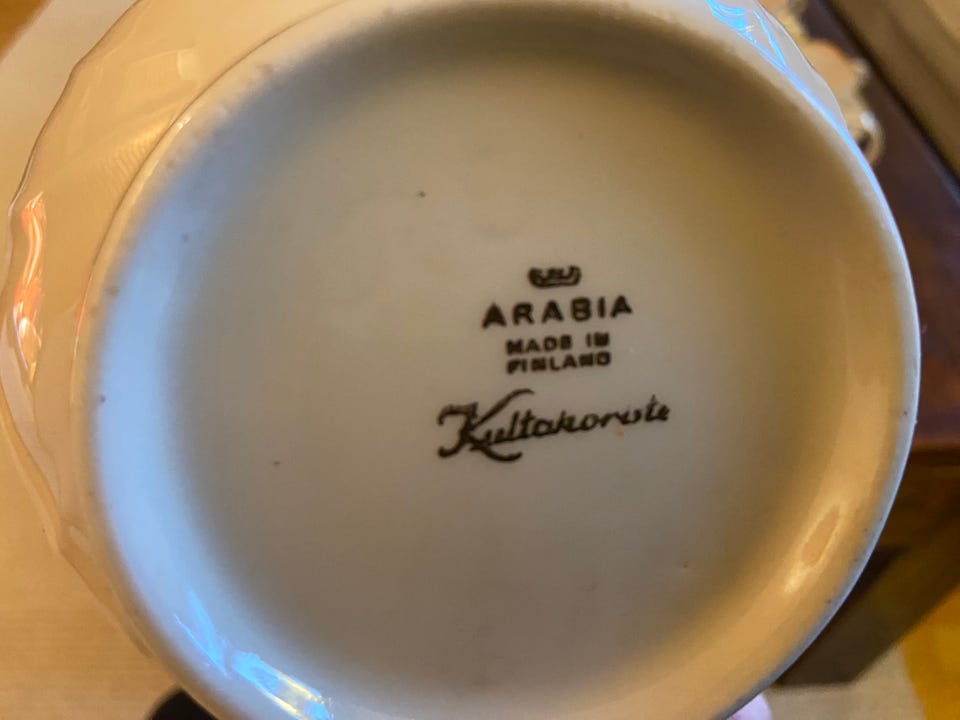 ARABIA
MADE IN
FINLAND
Kultakoruste